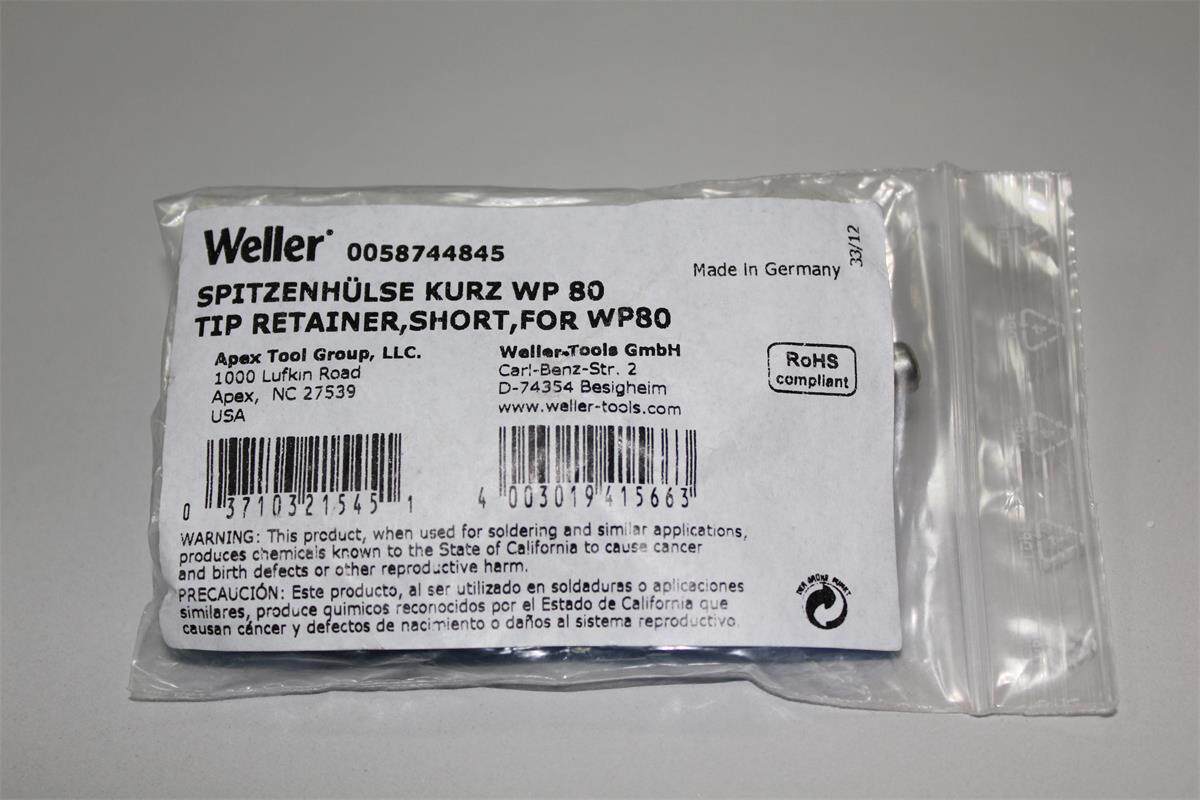 Weller® 0058744845
33/12
Made in Germany
SPITZENHÜLSE KURZ WP 80
TIP RETAINER,SHORT,FOR WP80
Apex Tool Group, LLC.
1000 Lufkin Road
Apex, NC 27539
USA
Weller-Tools GmbH
Carl-Benz-Str. 2
D-74354 Besigheim
www.weller-tools.com
RoHS
compliant
0 37103 21545 1
4 003019 415663
WARNING: This product, when used for soldering and similar applications,
produces chemicals known to the State of California to cause cancer
and birth defects or other reproductive harm.
PRECAUCIÓN: Este producto, al ser utilizado en soldaduras o aplicaciones
similares, produce quimicos reconocidos por el Estado de California que
causan cáncer y defectos de nacimiento o daños al sistema reproductivo.
DER GRÜNE PUNKT